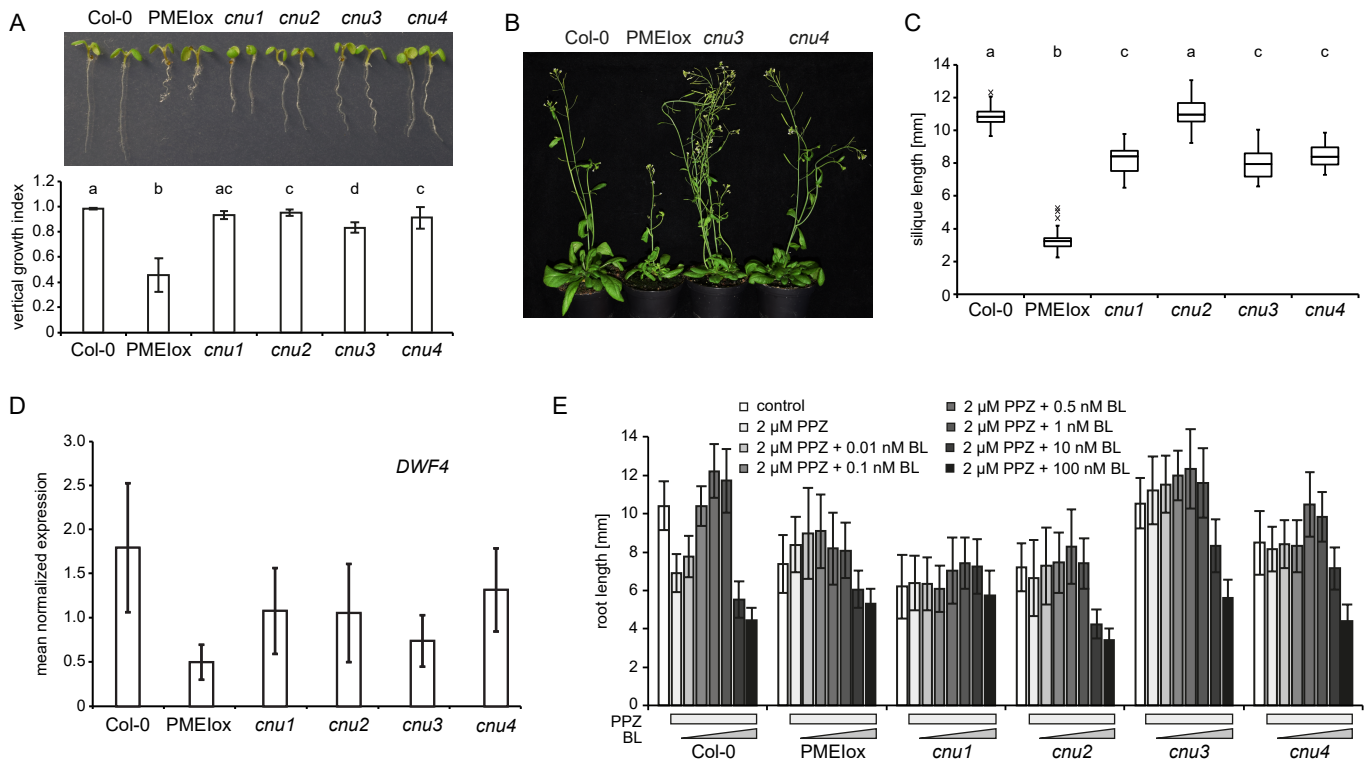 A
Col-0 PMEIox cnu1 cnu2 cnu3 cnu4
vertical growth index
1.2
1.0
0.8
0.6
0.4
0.2
0
a b ac c d c
Col-0 PMEIox cnu1 cnu2 cnu3 cnu4
B
Col-0 PMEIox cnu3 cnu4
C
silique length [mm]
14
12
10
8
6
4
2
0
a b c a c c
Col-0 PMEIox cnu1 cnu2 cnu3 cnu4
D
mean normalized expression
3.0
2.5
2.0
1.5
1.0
0.5
0
DWF4
Col-0 PMEIox cnu1 cnu2 cnu3 cnu4
E
control
2 µM PPZ
2 µM PPZ + 0.01 nM BL
2 µM PPZ + 0.1 nM BL
2 µM PPZ + 0.5 nM BL
2 µM PPZ + 1 nM BL
2 µM PPZ + 10 nM BL
2 µM PPZ + 100 nM BL
root length [mm]
14
12
10
8
6
4
2
0
PPZ
BL
Col-0 PMEIox cnu1 cnu2 cnu3 cnu4